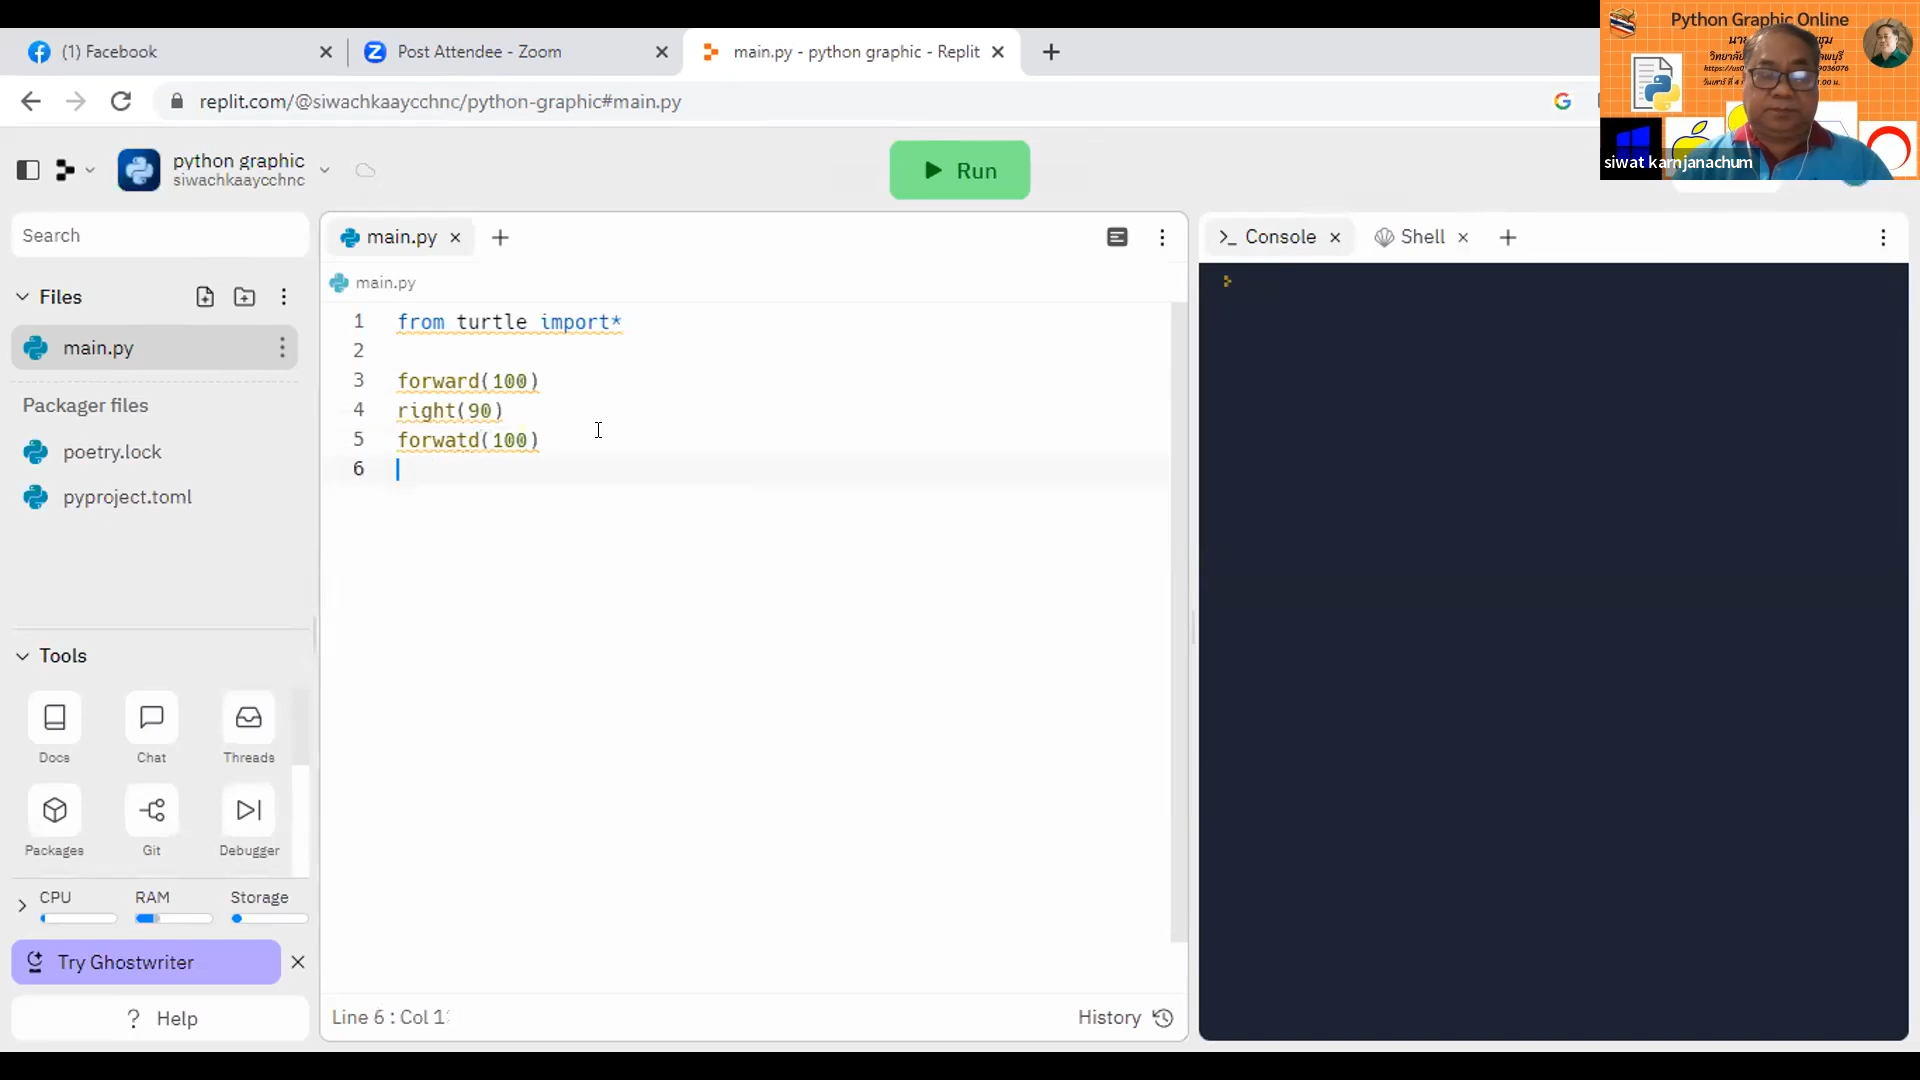 (1) Facebook
Post Attendee - Zoom
main.py - python graphic - Replit
replit.com/@siwachkaaycchnc/python-graphic#main.py
Python Graphic Online
siwat karnjanachum
python graphic
siwachkaaycchnc
Run
Search
Files
main.py
Packager files
poetry.lock
pyproject.toml
Tools
Docs
Chat
Threads
Packages
Git
Debugger
CPU
RAM
Storage
Try Ghostwriter
? Help
main.py
main.py
1 from turtle import*
2
3 forward(100)
4 right(90)
5 forwatd(100)
6
Line 6 : Col 1
History
Console
Shell